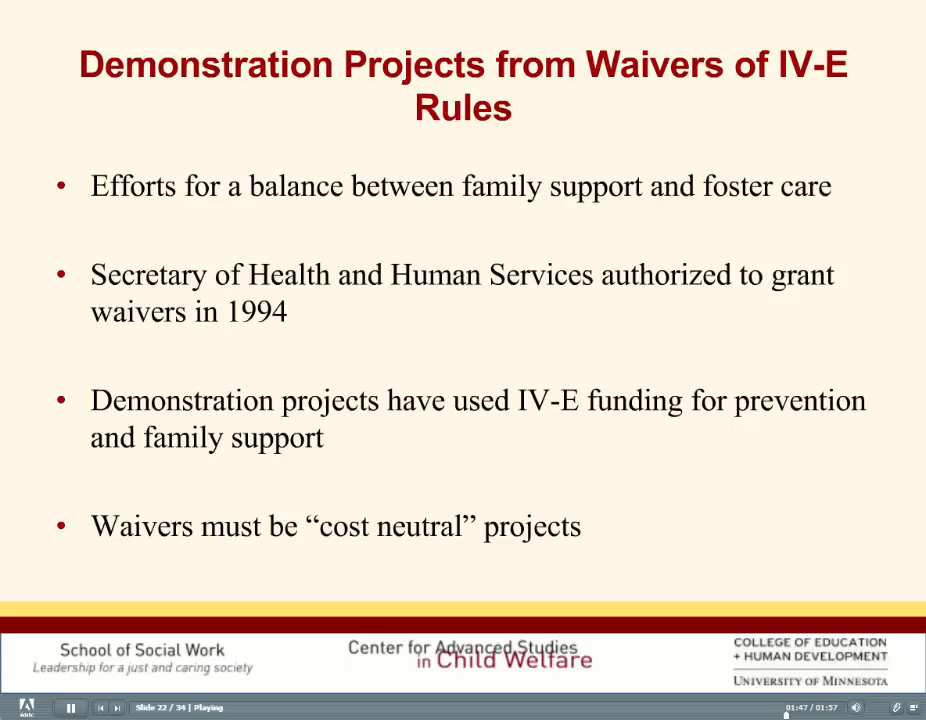 Demonstration Projects from Waivers of IV-E
Rules
• Efforts for a balance between family support and foster care
• Secretary of Health and Human Services authorized to grant
waivers in 1994
• Demonstration projects have used IV-E funding for prevention
and family support
• Waivers must be “cost neutral” projects
School of Social Work
Leadership for a just and caring society
Center for Advanced Studies
in Child Welfare
COLLEGE OF EDUCATION
+ HUMAN DEVELOPMENT
UNIVERSITY OF MINNESOTA
Slide 22 / 34 | Playing
01:47 / 01:57